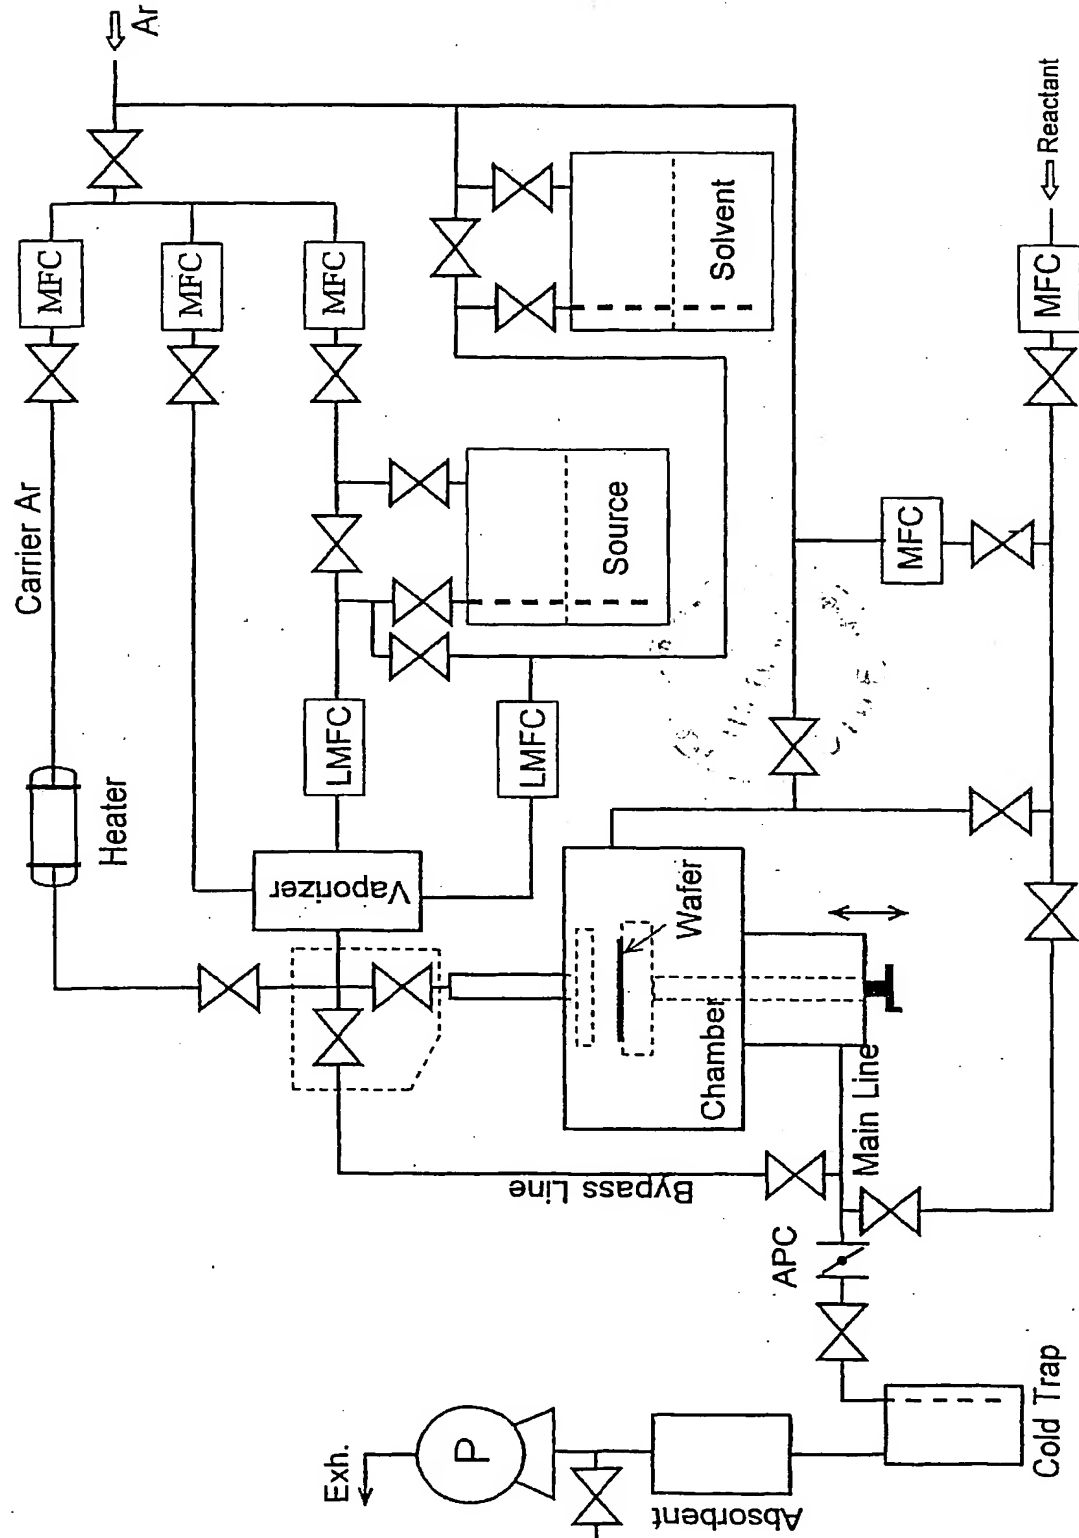 Ar
MFC
MFC
MFC
Carrier Ar
Heater
Solvent
Source
LMFC
LMFC
Vaporizer
Reactant
MFC
MFC
Wafer
Chamber
Main Line
Bypass Line
APC
Cold Trap
Absorbent
P
Exh.